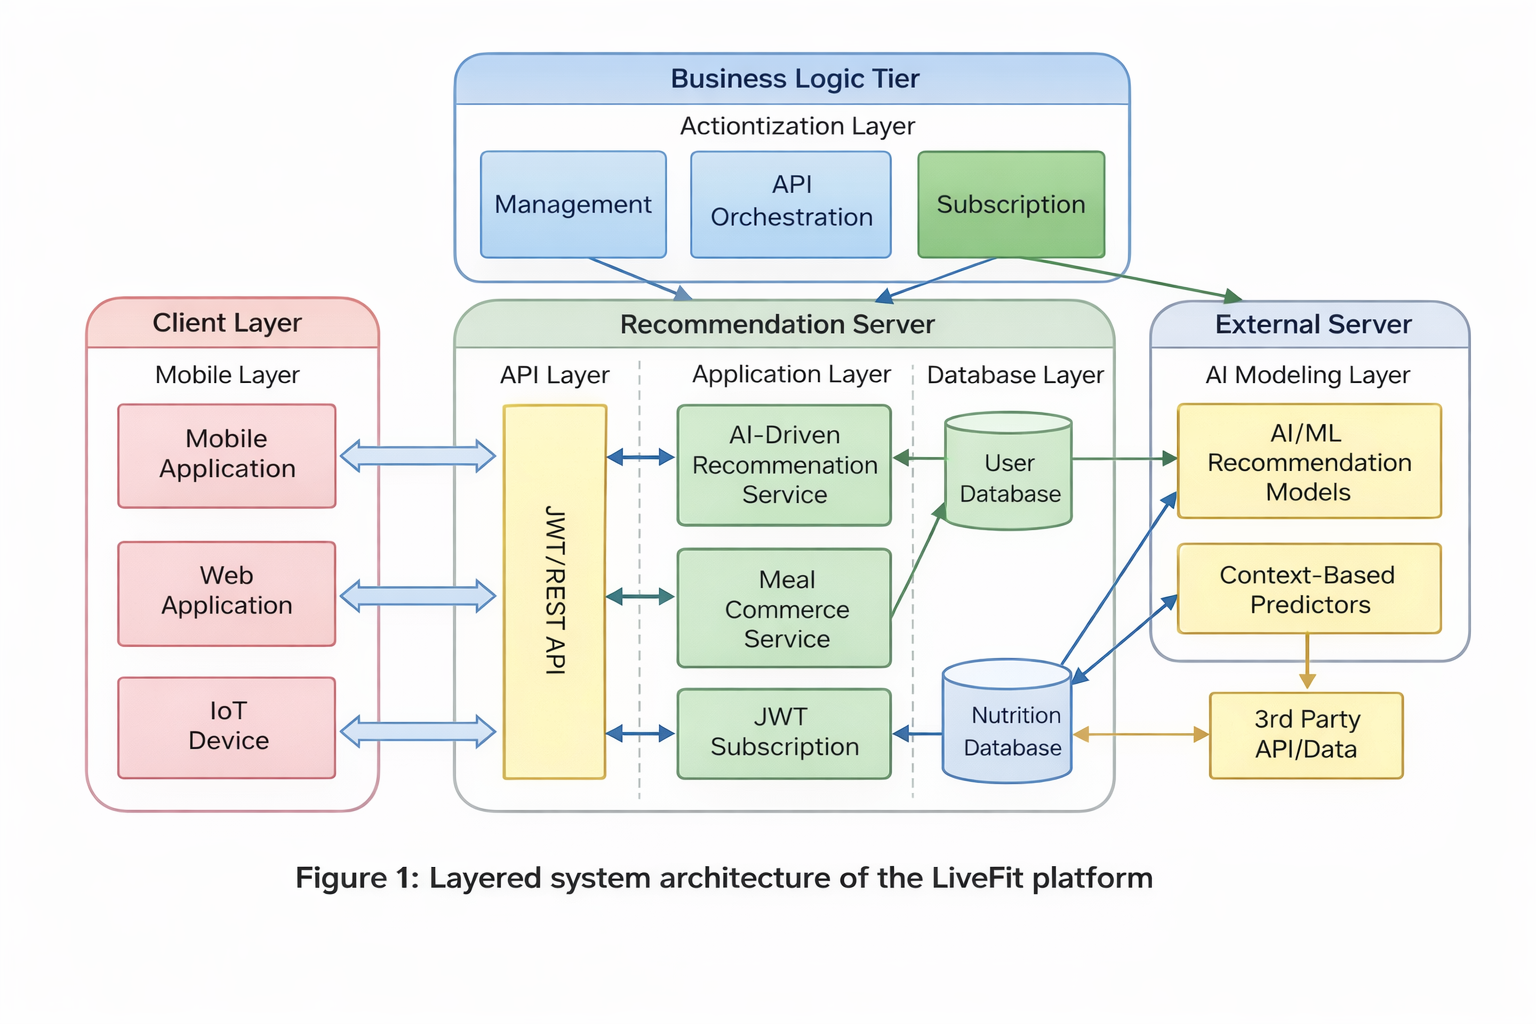 Business Logic Tier
Actiontization Layer
Management
API
Orchestration
Subscription
Client Layer
Mobile Layer
Mobile
Application
Web
Application
IoT
Device
Recommendation Server
API Layer
Application Layer
Database Layer
JWT/REST API
AI-Driven
Recommenation
Service
Meal
Commerce
Service
JWT
Subscription
User
Database
Nutrition
Database
External Server
AI Modeling Layer
AI/ML
Recommendation
Models
Context-Based
Predictors
3rd Party
API/Data
Figure 1: Layered system architecture of the LiveFit platform